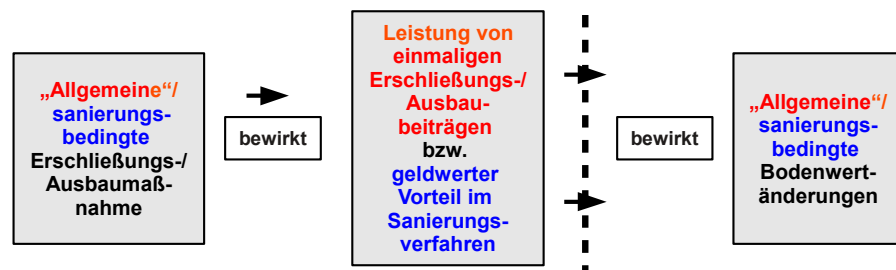 „Allgemeine“/
sanierungs-
bedingte
Erschließungs-/
Ausbaumaß-
nahme
bewirkt
Leistung von
einmaligen
Erschließungs-/
Ausbau-
beiträgen
bzw.
geldwerter
Vorteil im
Sanierungs-
verfahren
bewirkt
„Allgemeine“/
sanierungs-
bedingte
Bodenwert-
änderungen